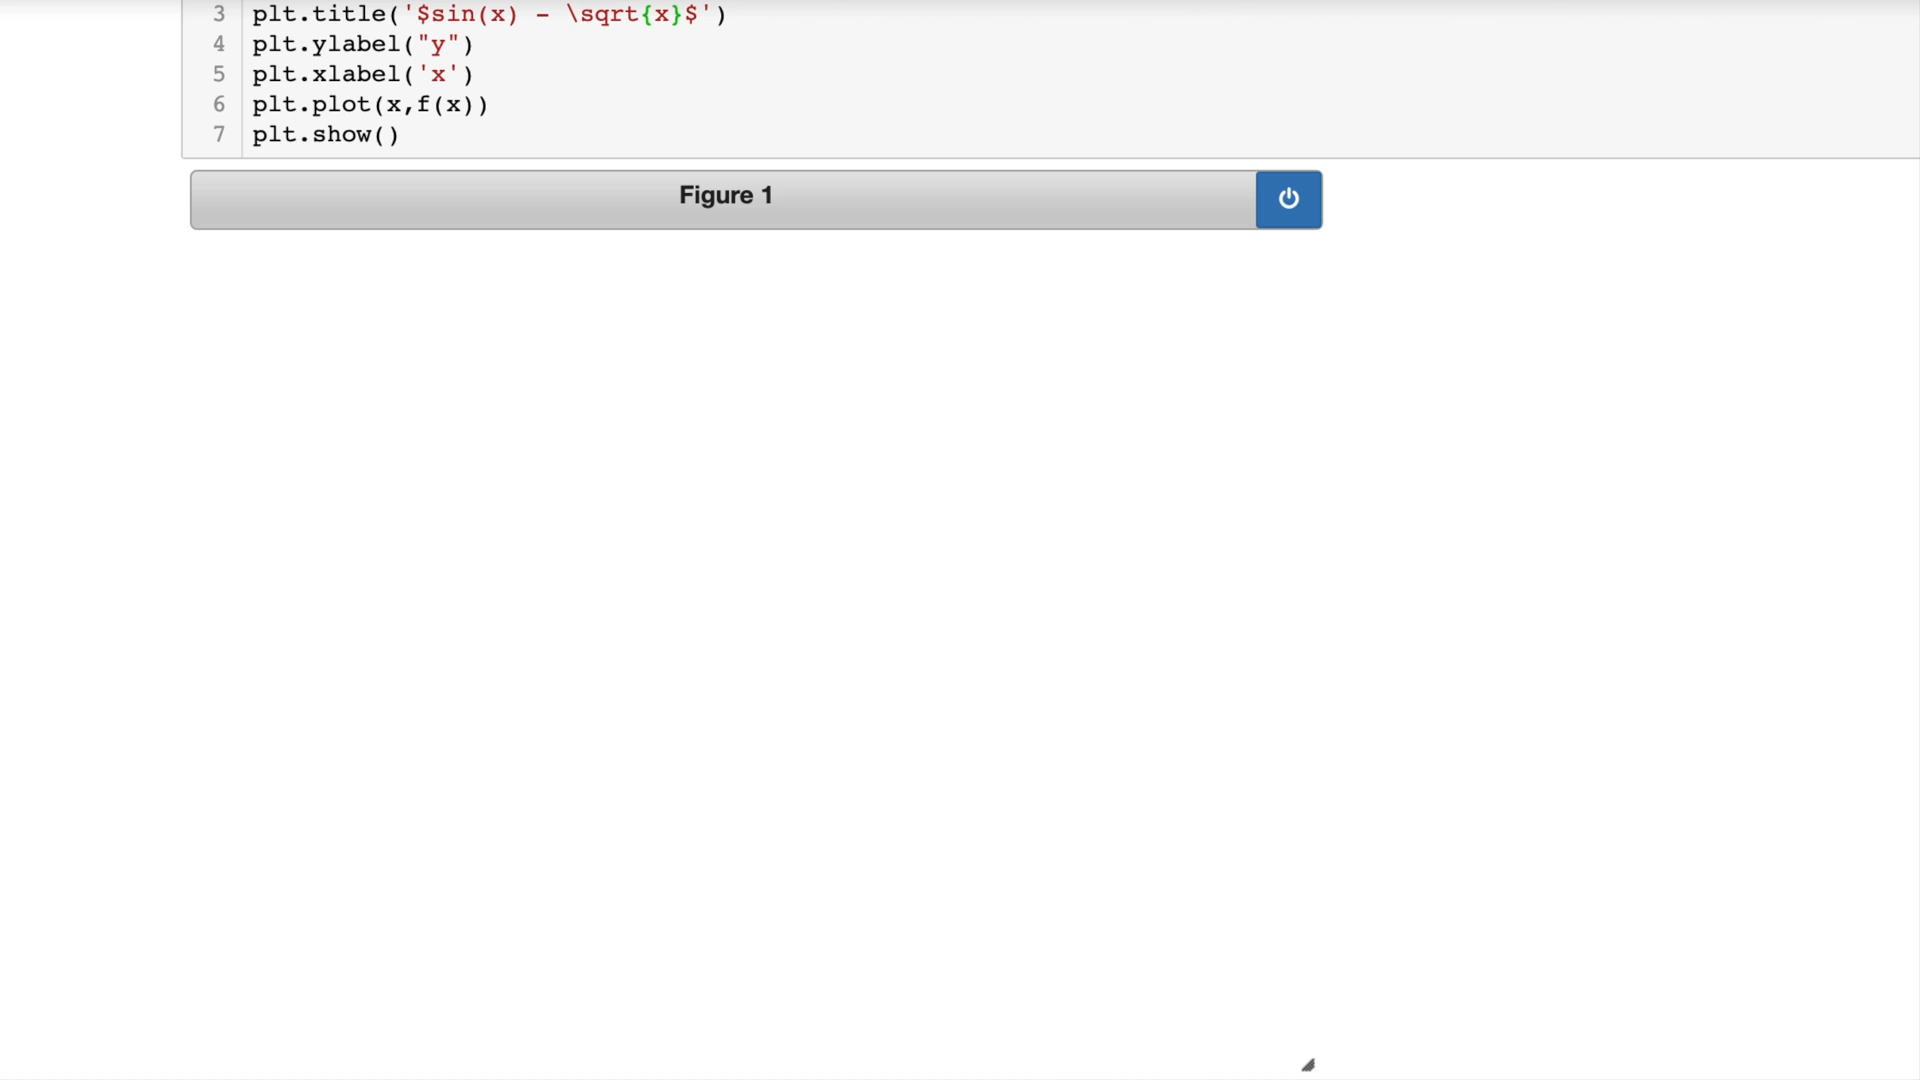 3 plt.title('$sin(x) - \sqrt{x}$')
4 plt.ylabel("y")
5 plt.xlabel('x')
6 plt.plot(x,f(x))
7 plt.show()
Figure 1